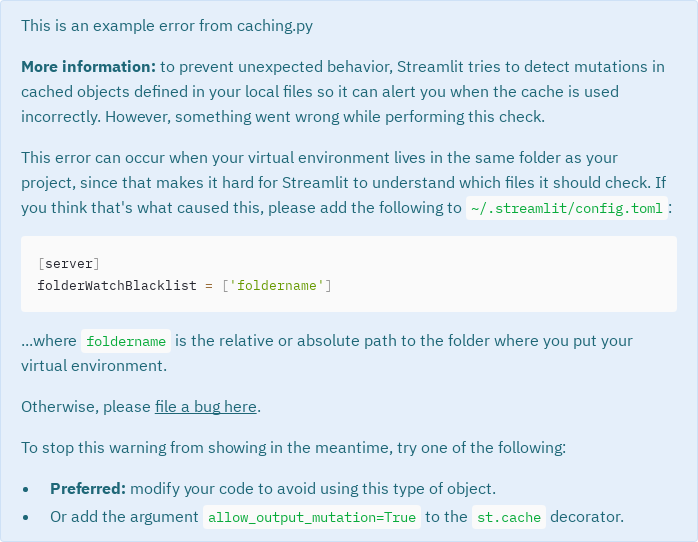 This is an example error from caching.py
More information: to prevent unexpected behavior, Streamlit tries to detect mutations in
cached objects defined in your local files so it can alert you when the cache is used
incorrectly. However, something went wrong while performing this check.
This error can occur when your virtual environment lives in the same folder as your
project, since that makes it hard for Streamlit to understand which files it should check. If
you think that's what caused this, please add the following to ~/.streamlit/config.toml:
[server]
folderWatchBlacklist = ['foldername']
...where foldername is the relative or absolute path to the folder where you put your
virtual environment.
Otherwise, please file a bug here.
To stop this warning from showing in the meantime, try one of the following:
• Preferred: modify your code to avoid using this type of object.
• Or add the argument allow_output_mutation=True to the st.cache decorator.